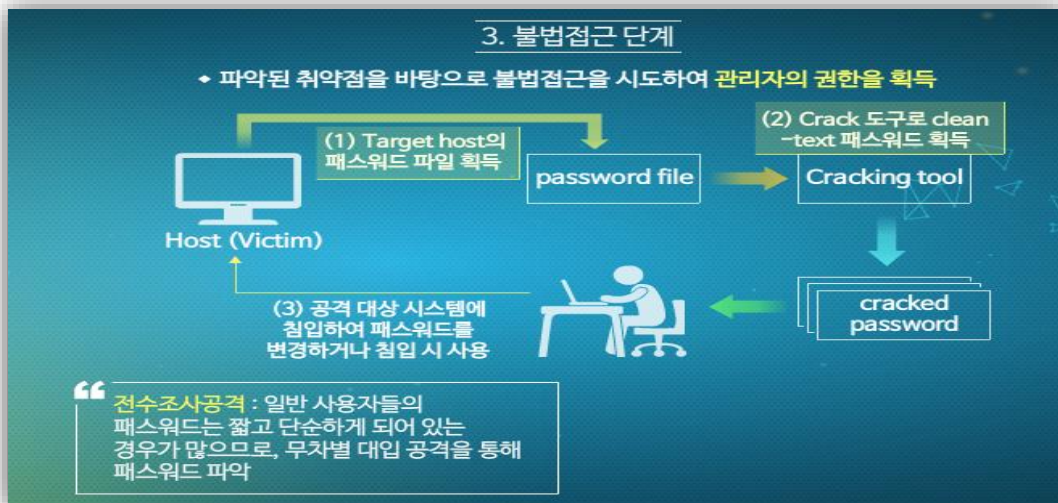 3. 불법접근 단계
◆ 파악된 취약점을 바탕으로 불법접근을 시도하여 관리자의 권한을 획득
(1) Target host의
패스워드 파일 획득
(2) Crack 도구로 clean
-text 패스워드 획득
password file
Cracking tool
Host (Victim)
(3) 공격 대상 시스템에
침입하여 패스워드를
변경하거나 침입 시 사용
cracked
password
“ 전수조사공격 : 일반 사용자들의
패스워드는 짧고 단순하게 되어 있는
경우가 많으므로, 무차별 대입 공격을 통해
패스워드 파악